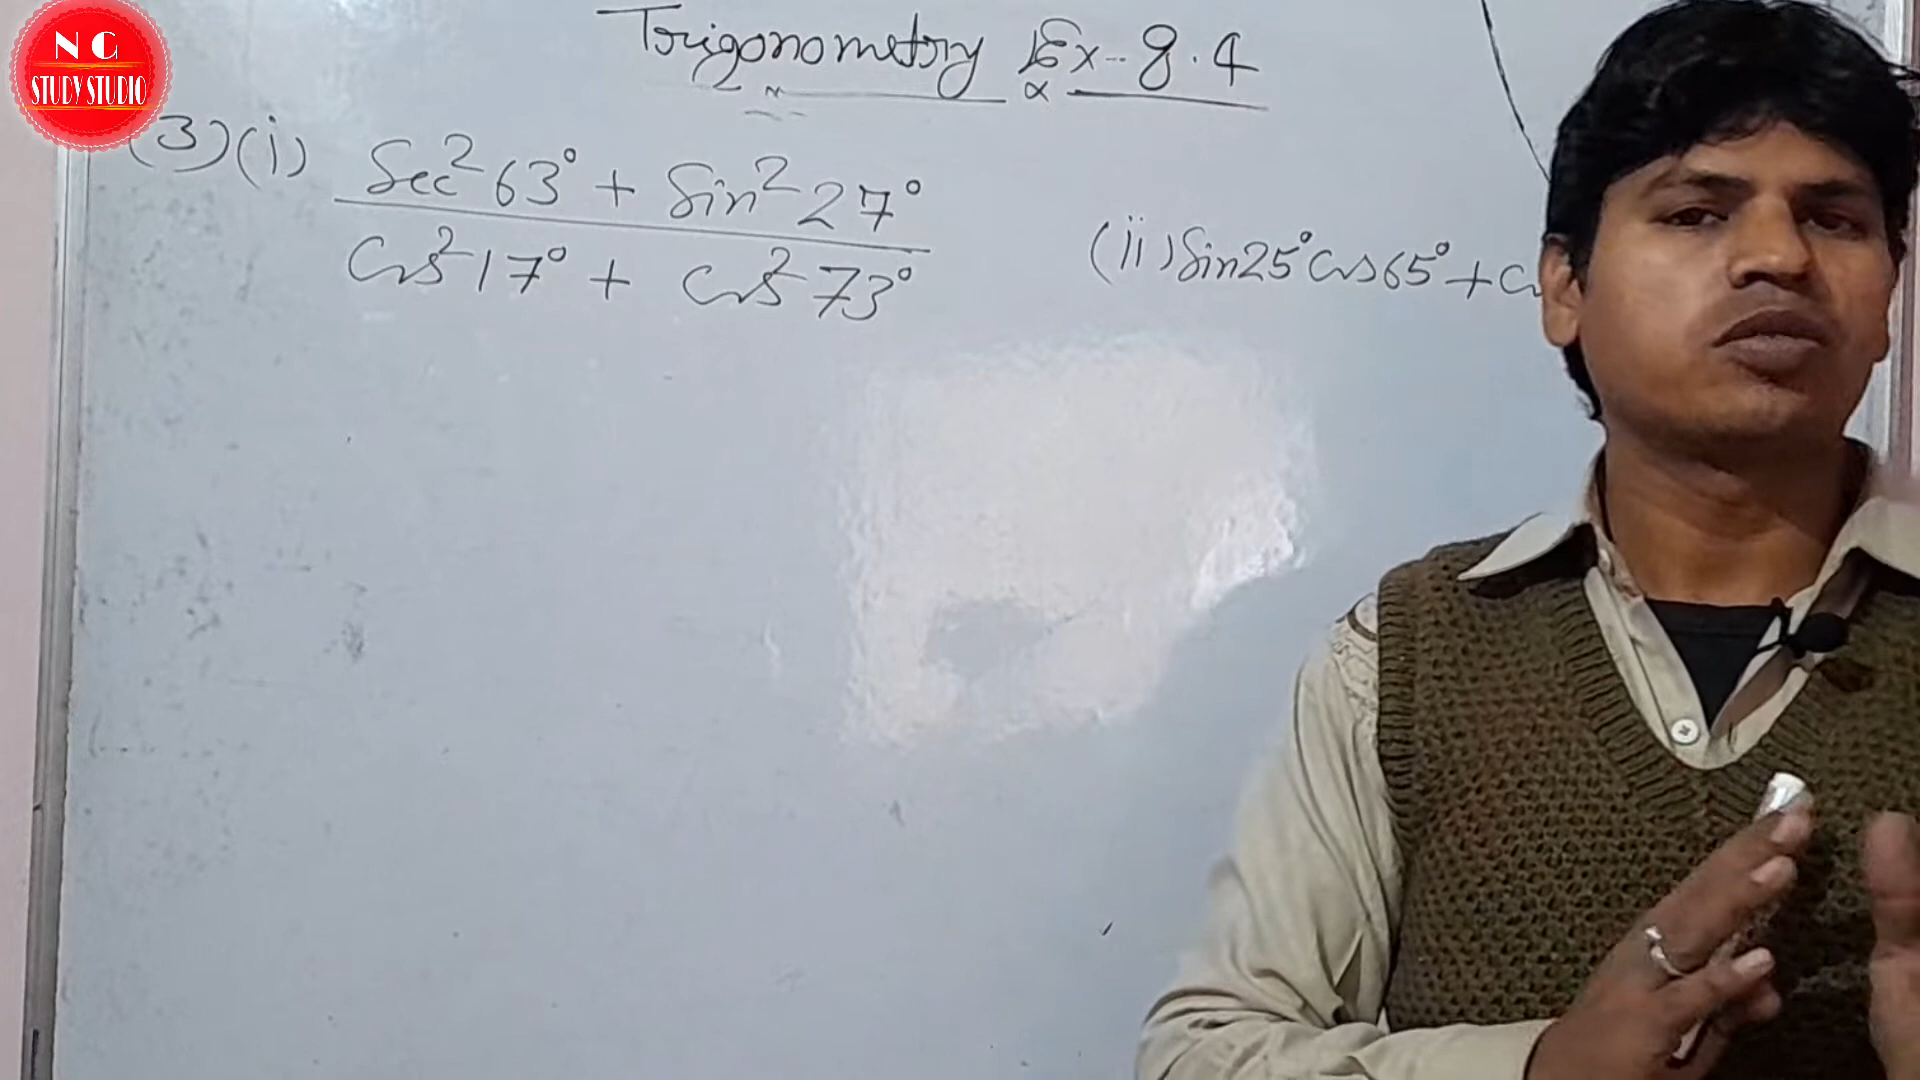 N G
STUDY STUDIO
Trigonometry Ex-8.4
(3)(i) Sec²63° + Sin²27°
Cos²17° + Cos²73°
(ii) Sin25°Cos65°+